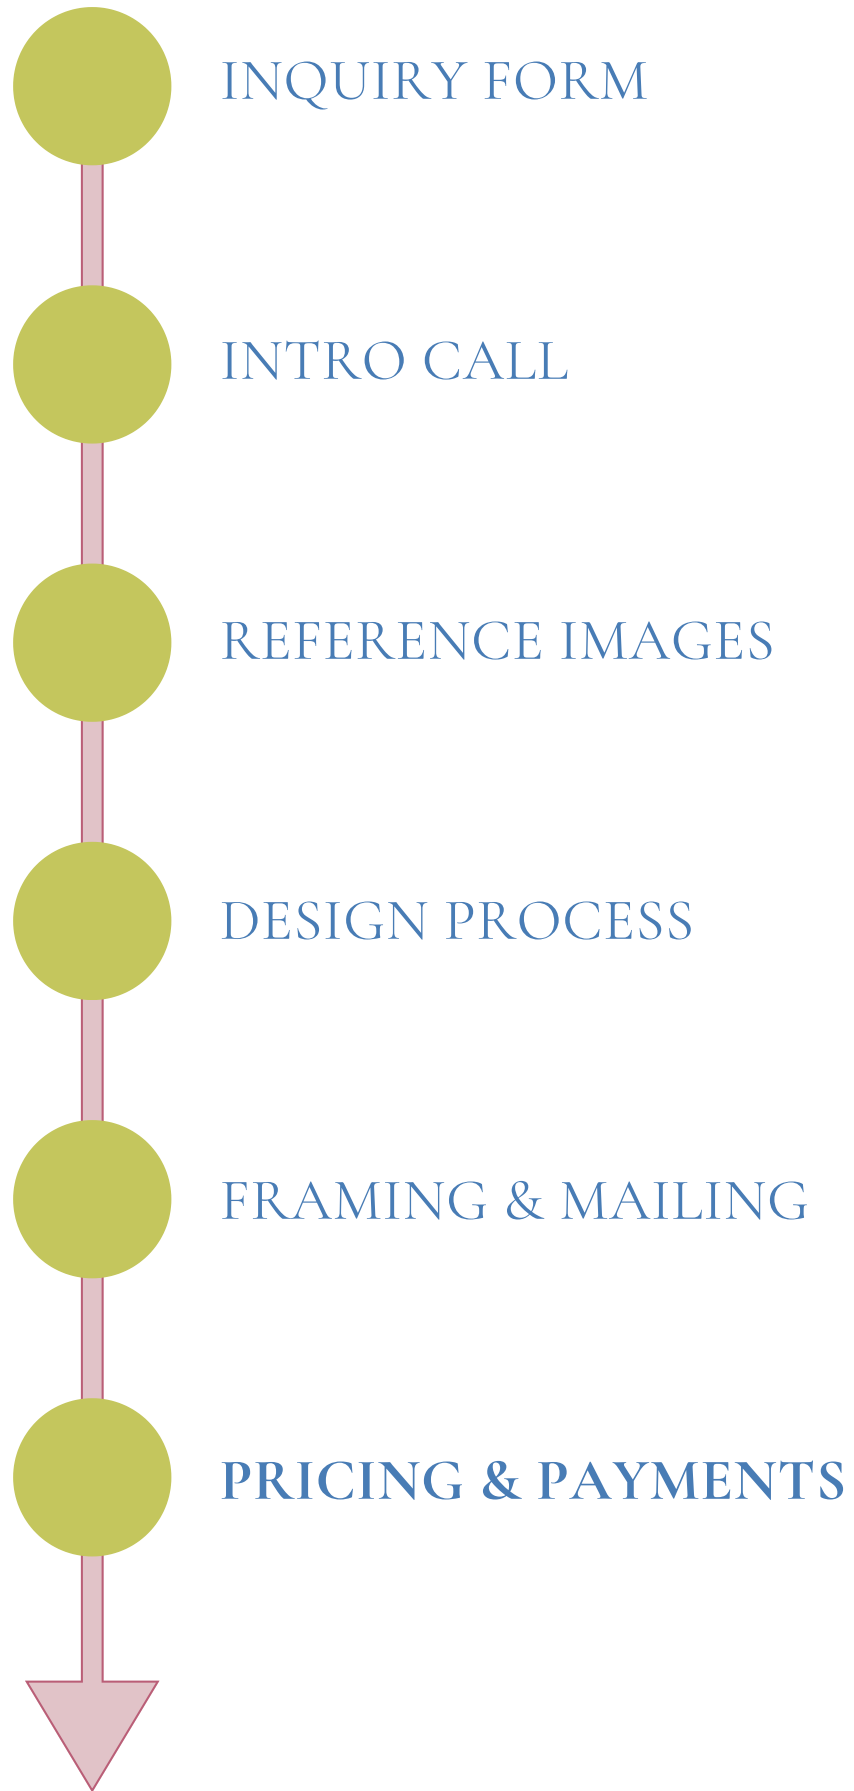 INQUIRY FORM
INTRO CALL
REFERENCE IMAGES
DESIGN PROCESS
FRAMING & MAILING
PRICING & PAYMENTS